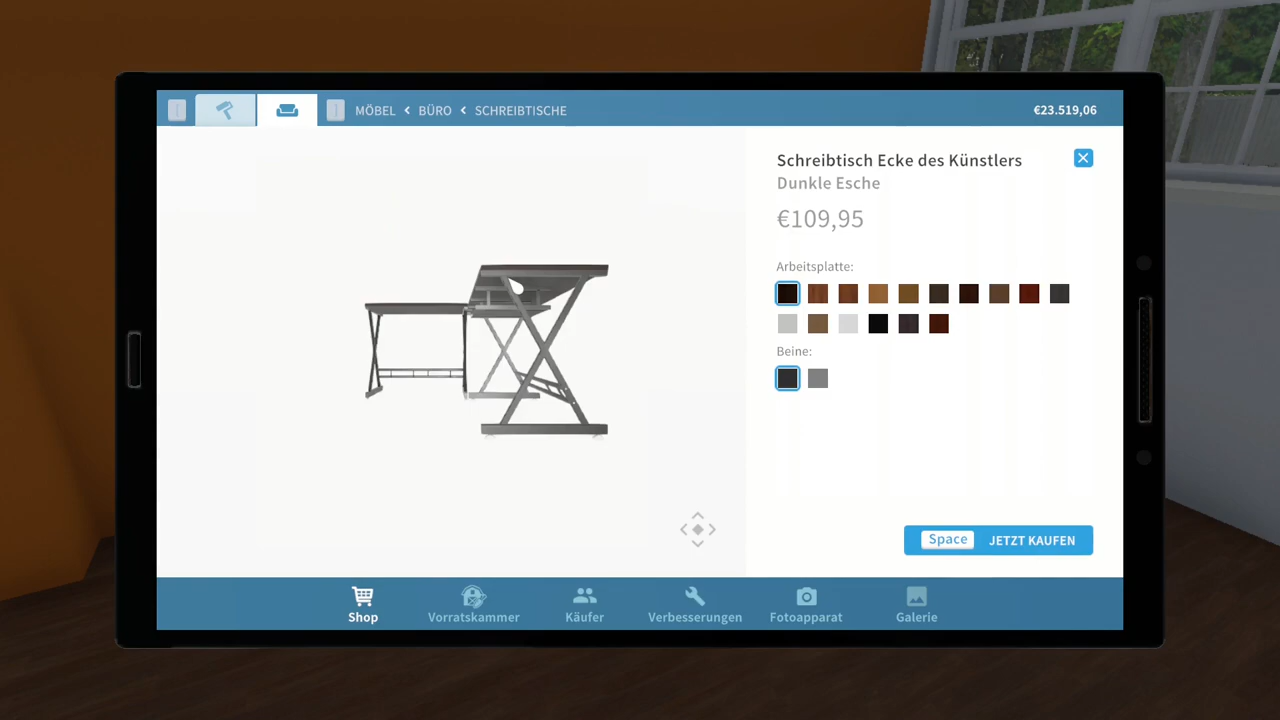 MÖBEL < BÜRO < SCHREIBTISCHE
€23.519,06
Schreibtisch Ecke des Künstlers
Dunkle Esche
€109,95
Arbeitsplatte:
Beine:
Space JETZT KAUFEN
Shop Vorratskammer Käufer Verbesserungen Fotoapparat Galerie